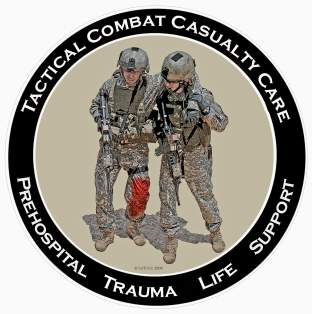 TACTICAL COMBAT CASUALTY CARE
PREHOSPITAL TRAUMA LIFE SUPPORT